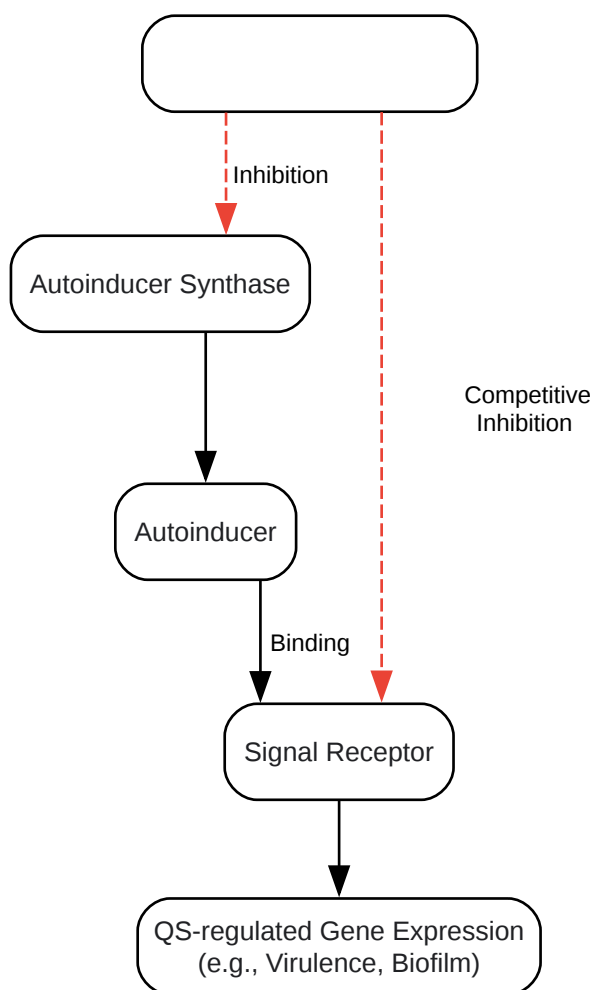 Inhibition
Autoinducer Synthase
Competitive
Inhibition
Autoinducer
Binding
Signal Receptor
QS-regulated Gene Expression
(e.g., Virulence, Biofilm)